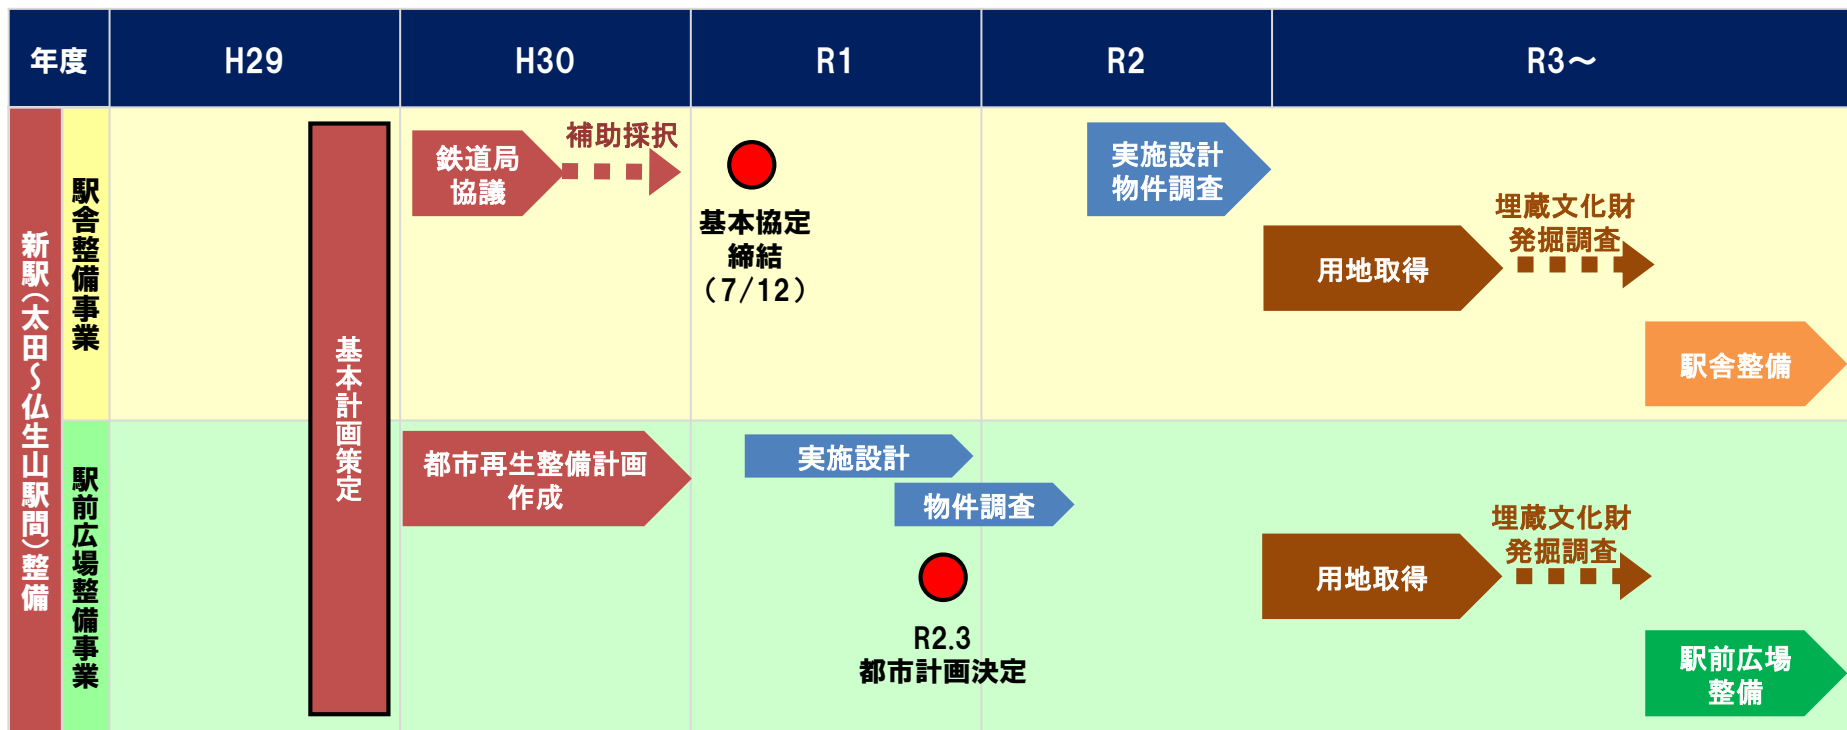 年度
H29
H30
R1
R2
R3～
新駅（太田～仏生山駅間）整備
駅舎整備事業
基本計画策定
鉄道局
協議
補助採択
基本協定
締結
（7/12）
実施設計
物件調査
用地取得
埋蔵文化財
発掘調査
駅舎整備
駅前広場整備事業
都市再生整備計画
作成
実施設計
物件調査
R2.3
都市計画決定
用地取得
埋蔵文化財
発掘調査
駅前広場
整備